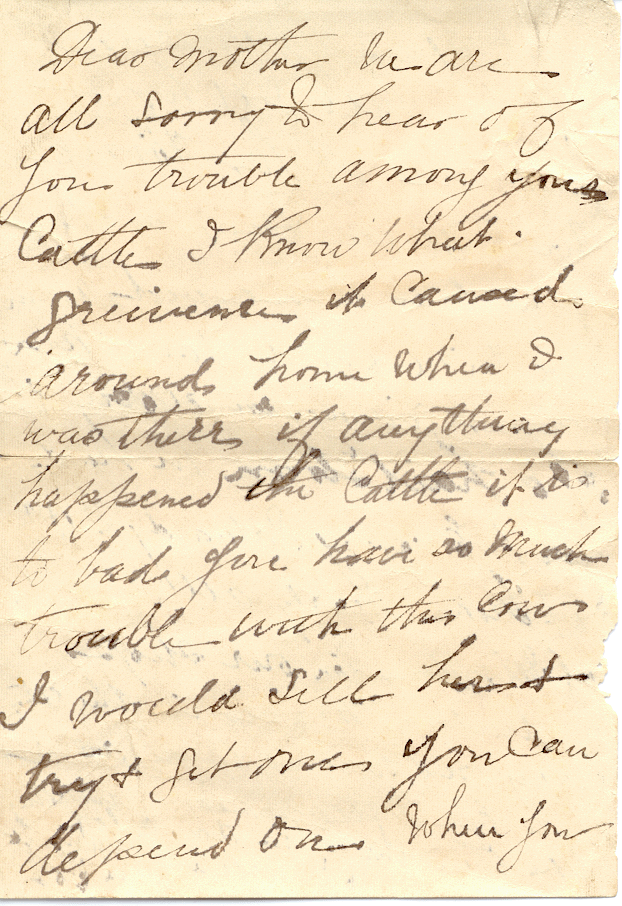 Dear Mother We are
all sorry to hear of
your trouble among your
Cattle I know what
greivence it caused
around home when I
was there if anything
happened the Cattle it is
to bad you have so much
trouble with the Cows
I would sell her &
try & get one you can
depend on when you